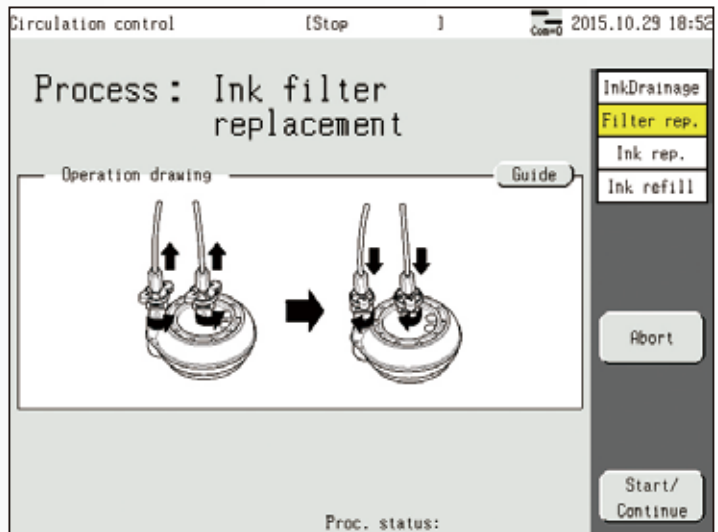 Circulation control [Stop ] Com=0 2015.10.29 18:52
Process: Ink filter
replacement
Operation drawing
Guide
InkDrainage
Filter rep.
Ink rep.
Ink refill
Abort
Start/
Continue
Proc. status: